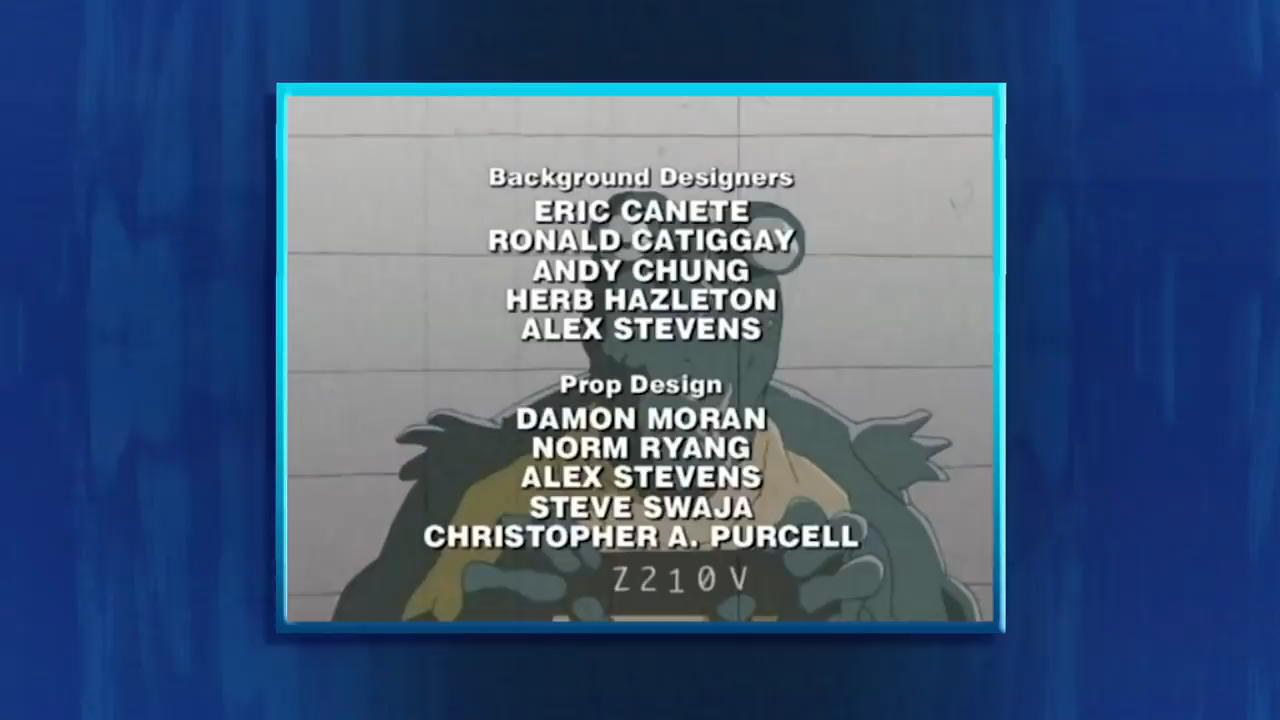 Background Designers
ERIC CANETE
RONALD CATIGGAY
ANDY CHUNG
HERB HAZLETON
ALEX STEVENS
Prop Design
DAMON MORAN
NORM RYANG
ALEX STEVENS
STEVE SWAJA
CHRISTOPHER A. PURCELL
Z210V